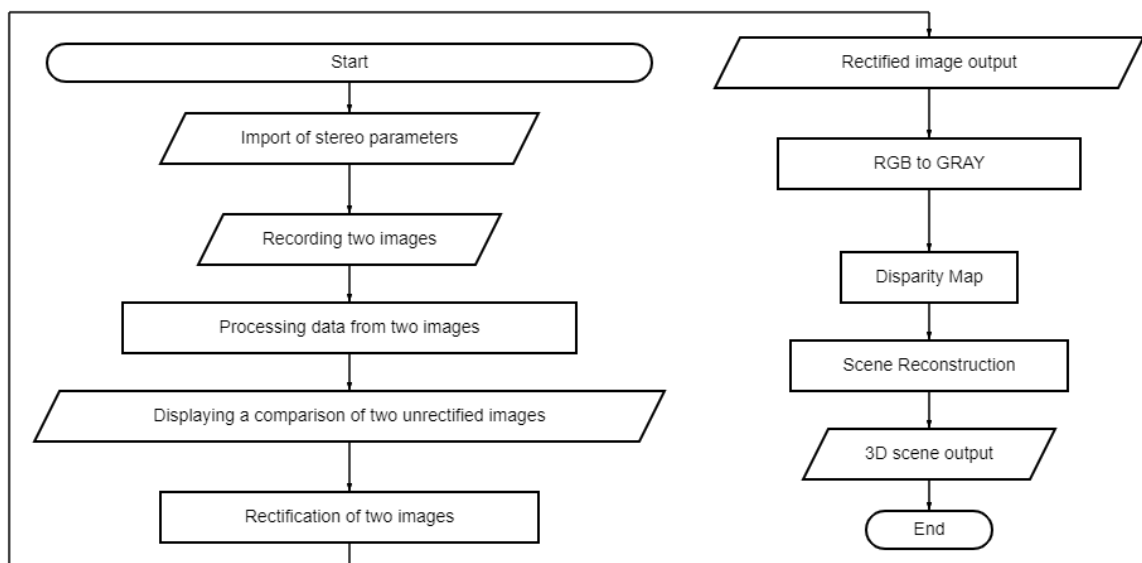 Start
Import of stereo parameters
Recording two images
Processing data from two images
Displaying a comparison of two unrectified images
Rectification of two images
Rectified image output
RGB to GRAY
Disparity Map
Scene Reconstruction
3D scene output
End